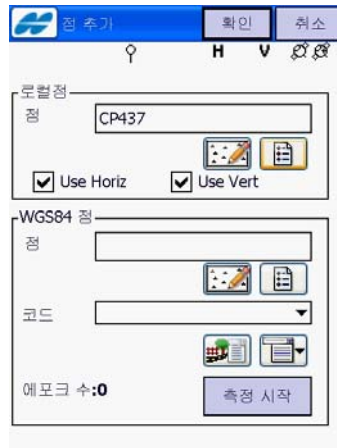 점 추가 확인 취소
H V
로컬점
점 CP437
Use Horiz Use Vert
WGS84 점
점
코드
에포크 수:0 측정 시작